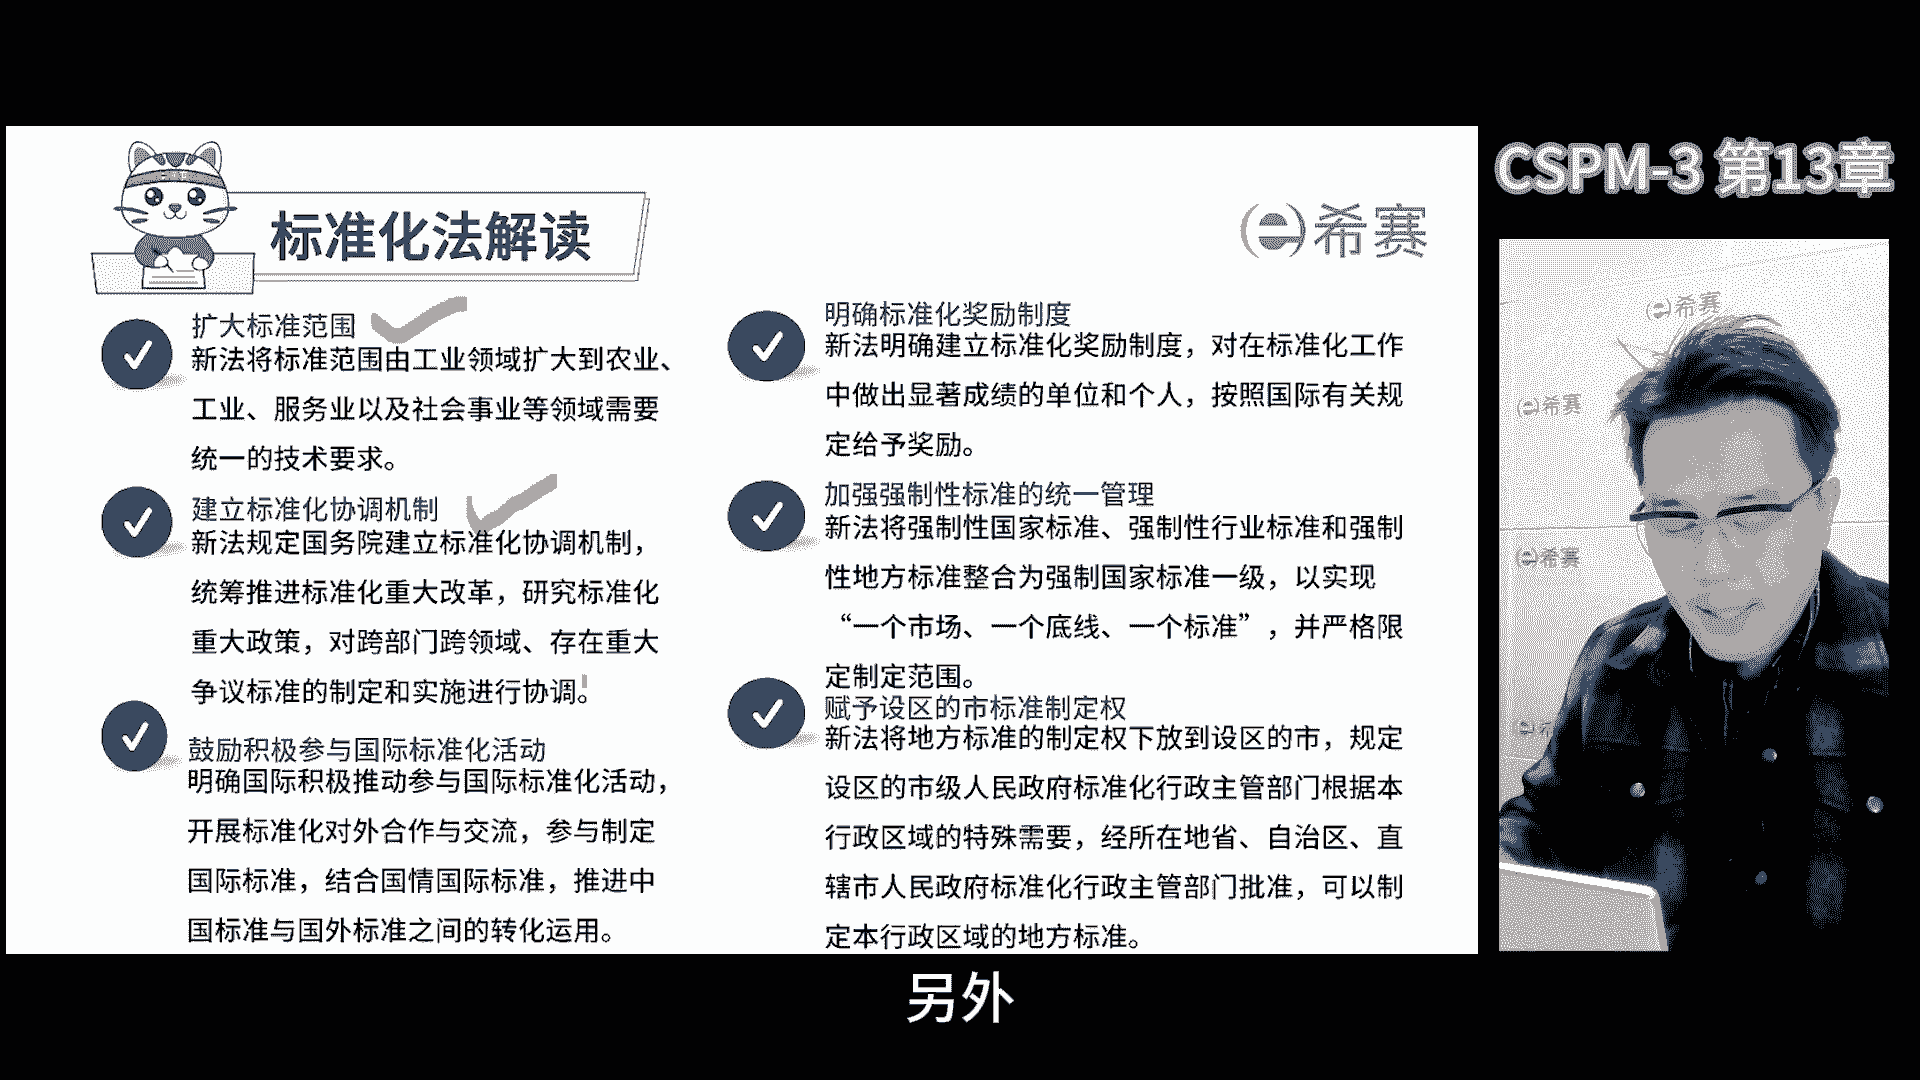 CSPM-3 第13章
标准化法解读
希赛
扩大标准范围
新法将标准范围由工业领域扩大到农业、
工业、服务业以及社会事业等领域需要
统一的技术要求。
建立标准化协调机制
新法规定国务院建立标准化协调机制，
统筹推进标准化重大改革，研究标准化
重大政策，对跨部门跨领域、存在重大
争议标准的制定和实施进行协调。
鼓励积极参与国际标准化活动
明确国际积极推动参与国际标准化活动，
开展标准化对外合作与交流，参与制定
国际标准，结合国情国际标准，推进中
国标准与国外标准之间的转化运用。
明确标准化奖励制度
新法明确建立标准化奖励制度，对在标准化工作
中做出显著成绩的单位和个人，按照国际有关规
定给予奖励。
加强强制性标准的统一管理
新法将强制性国家标准、强制性行业标准和强制
性地方标准整合为强制国家标准一级，以实现
“一个市场、一个底线、一个标准”，并严格限
定制定范围。
赋予设区的市标准制定权
新法将地方标准的制定权下放到设区的市，规定
设区的市级人民政府标准化行政主管部门根据本
行政区域的特殊需要，经所在地省、自治区、直
辖市人民政府标准化行政主管部门批准，可以制
定本行政区域的地方标准。
希赛
希赛
希赛
另外